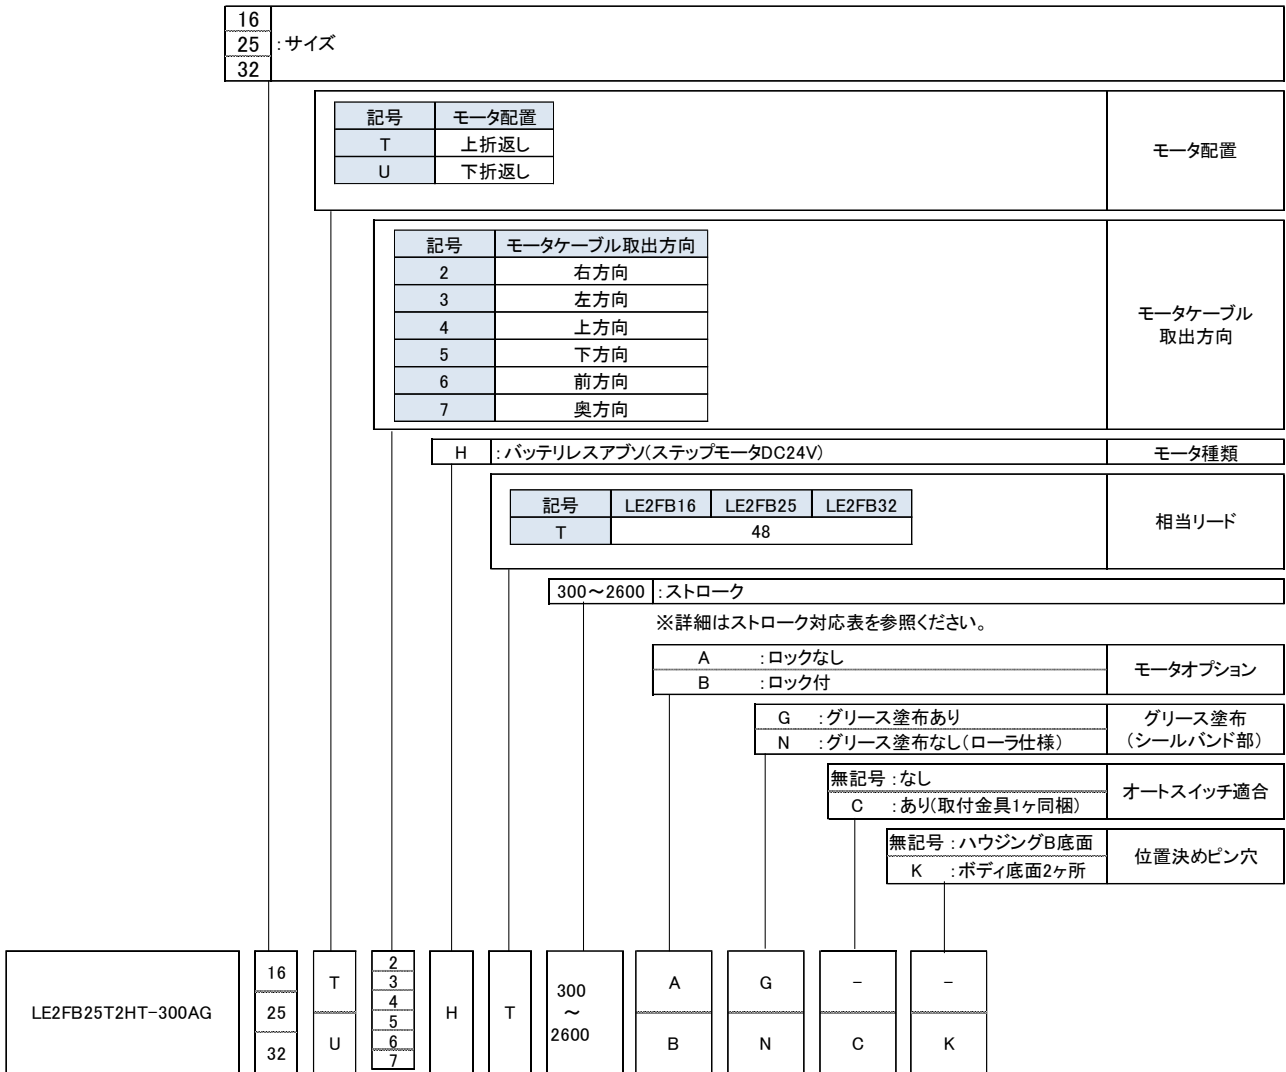 16
25 :サイズ
32
記号 モータ配置
T 上折返し
U 下折返し
モータ配置
記号 モータケーブル取出方向
2 右方向
3 左方向
4 上方向
5 下方向
6 前方向
7 奥方向
モータケーブル
取出方向
H :バッテリレスアブソ(ステップモータDC24V) モータ種類
記号 LE2FB16 LE2FB25 LE2FB32
T 48
相当リード
300～2600 :ストローク
※詳細はストローク対応表を参照ください。
A :ロックなし
B :ロック付
モータオプション
G :グリース塗布あり
N :グリース塗布なし(ローラ仕様)
グリース塗布
(シールバンド部)
無記号 :なし
C :あり(取付金具1ヶ同梱)
オートスイッチ適合
無記号 :ハウジングB底面
K :ボディ底面2ヶ所
位置決めピン穴
LE2FB25T2HT-300AG
16
25
32
T
U
2
3
4
5
6
7
H
T
300
～
2600
A
B
G
N
-
C
-
K